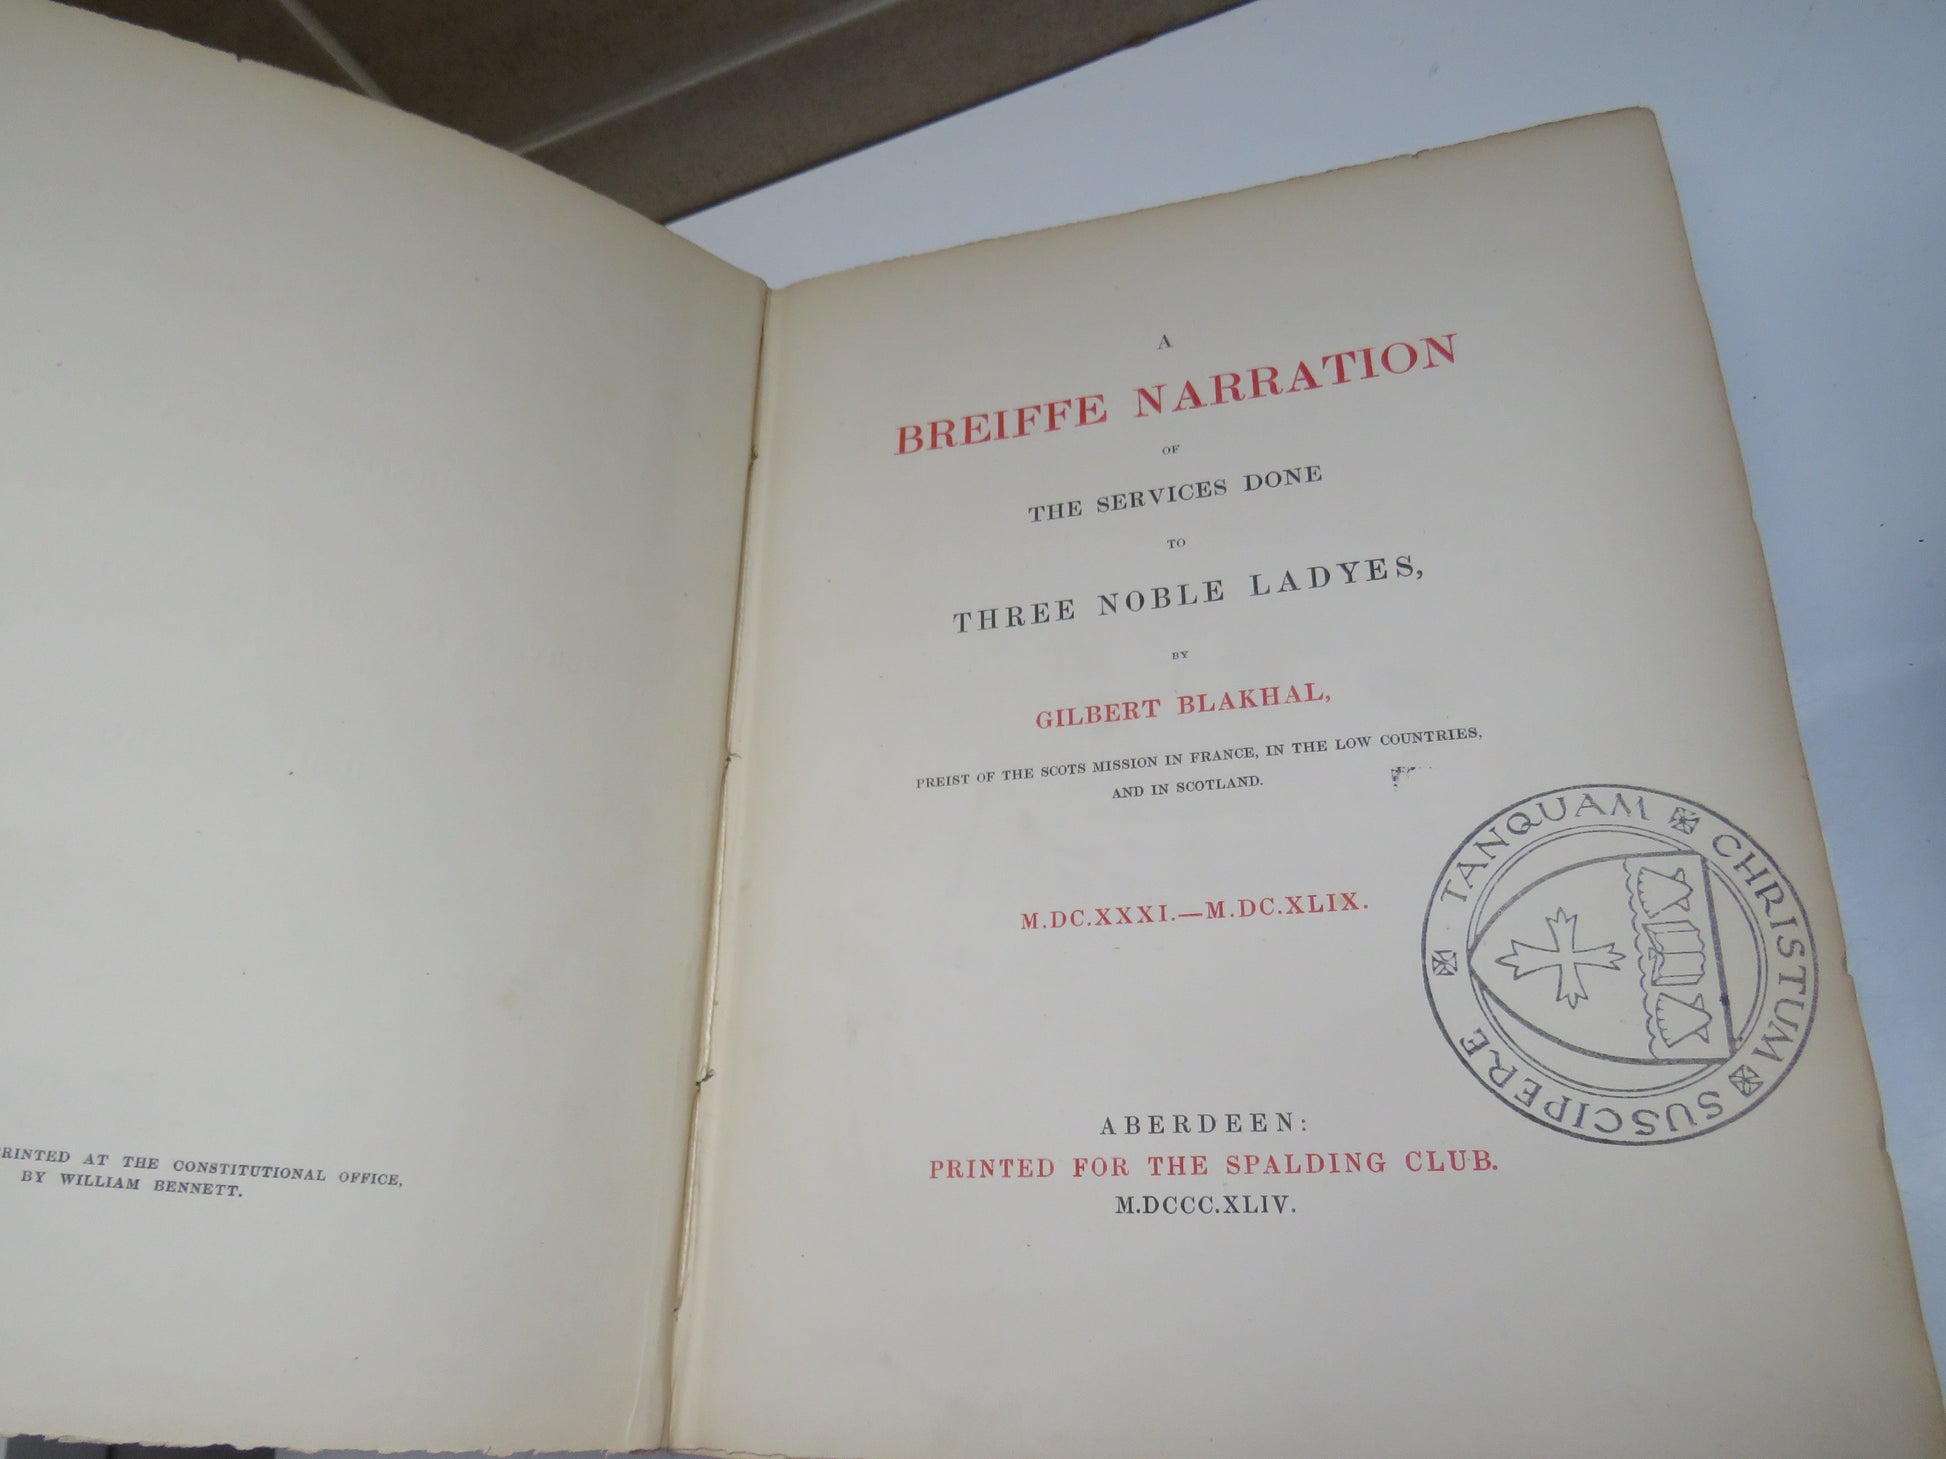 PRINTED AT THE CONSTITUTIONAL OFFICE,
BY WILLIAM BENNETT.
A
BREIFFE NARRATION
OF
THE SERVICES DONE
TO
THREE NOBLE LADYES,
BY
GILBERT BLAKHAL,
PREIST OF THE SCOTS MISSION IN FRANCE, IN THE LOW COUNTRIES,
AND IN SCOTLAND.
M.DC.XXXI.—M.DC.XLIX.
ABERDEEN:
PRINTED FOR THE SPALDING CLUB.
M.DCCC.XLIV.
TANQUAM CHRISTUM SUSCIPERE